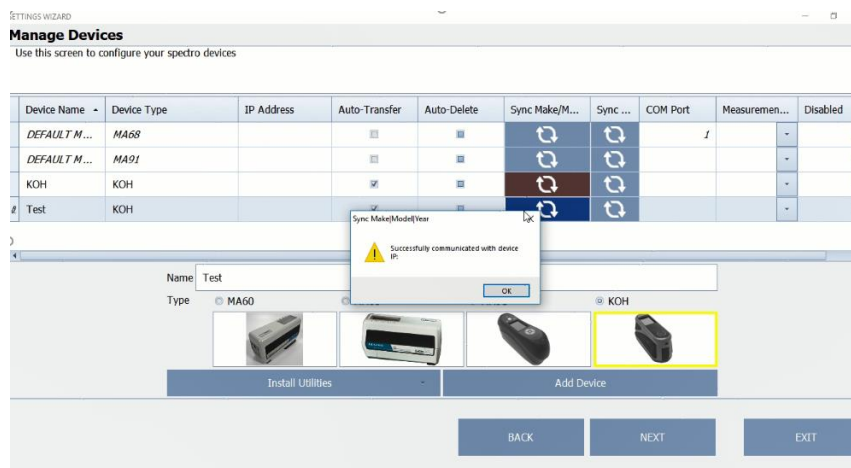 SETTINGS WIZARD
Manage Devices
Use this screen to configure your spectro devices
Device Name Device Type IP Address Auto-Transfer Auto-Delete Sync Make/M... Sync ... COM Port Measuremen... Disabled
DEFAULT M... MA68 1
DEFAULT M... MA91
KOH KOH
Test KOH
Sync Make|Model|Year
Successfully communicated with device
IP:
OK
Name Test
Type MA60 KOH
Install Utilities Add Device
BACK NEXT EXIT